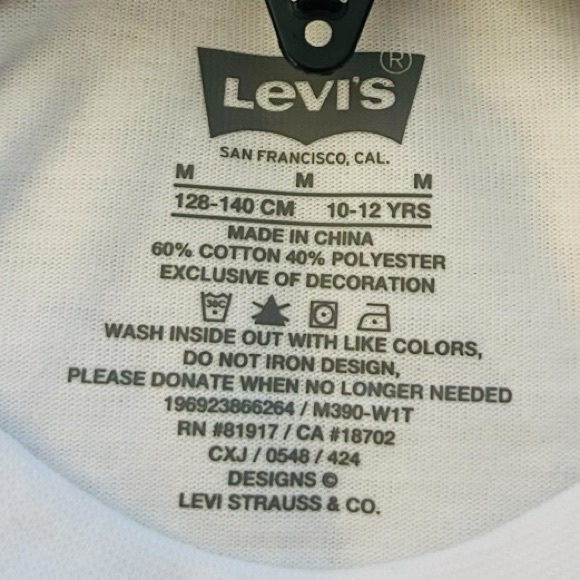 LEVI'S ®
SAN FRANCISCO, CAL.
M M M
128-140 CM 10-12 YRS
MADE IN CHINA
60% COTTON 40% POLYESTER
EXCLUSIVE OF DECORATION
30C
WASH INSIDE OUT WITH LIKE COLORS,
DO NOT IRON DESIGN,
PLEASE DONATE WHEN NO LONGER NEEDED
196923866264 / M390-W1T
RN #81917 / CA #18702
CXJ / 0548 / 424
DESIGNS ©
LEVI STRAUSS & CO.